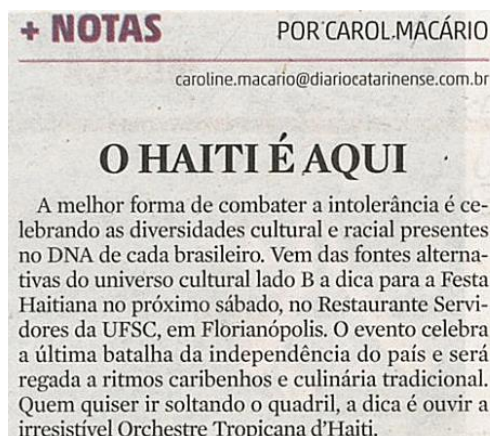 + NOTAS POR CAROL MACÁRIO
caroline.macario@diariocatarinense.com.br
O HAITI É AQUI
A melhor forma de combater a intolerância é ce-
lebrando as diversidades cultural e racial presentes
no DNA de cada brasileiro. Vem das fontes alterna-
tivas do universo cultural lado B a dica para a Festa
Haitiana no próximo sábado, no Restaurante Servi-
dores da UFSC, em Florianópolis. O evento celebra
a última batalha da independência do país e será
regada a ritmos caribenhos e culinária tradicional.
Quem quiser ir soltando o quadril, a dica é ouvir a
irresistível Orchestre Tropicana d'Haiti.